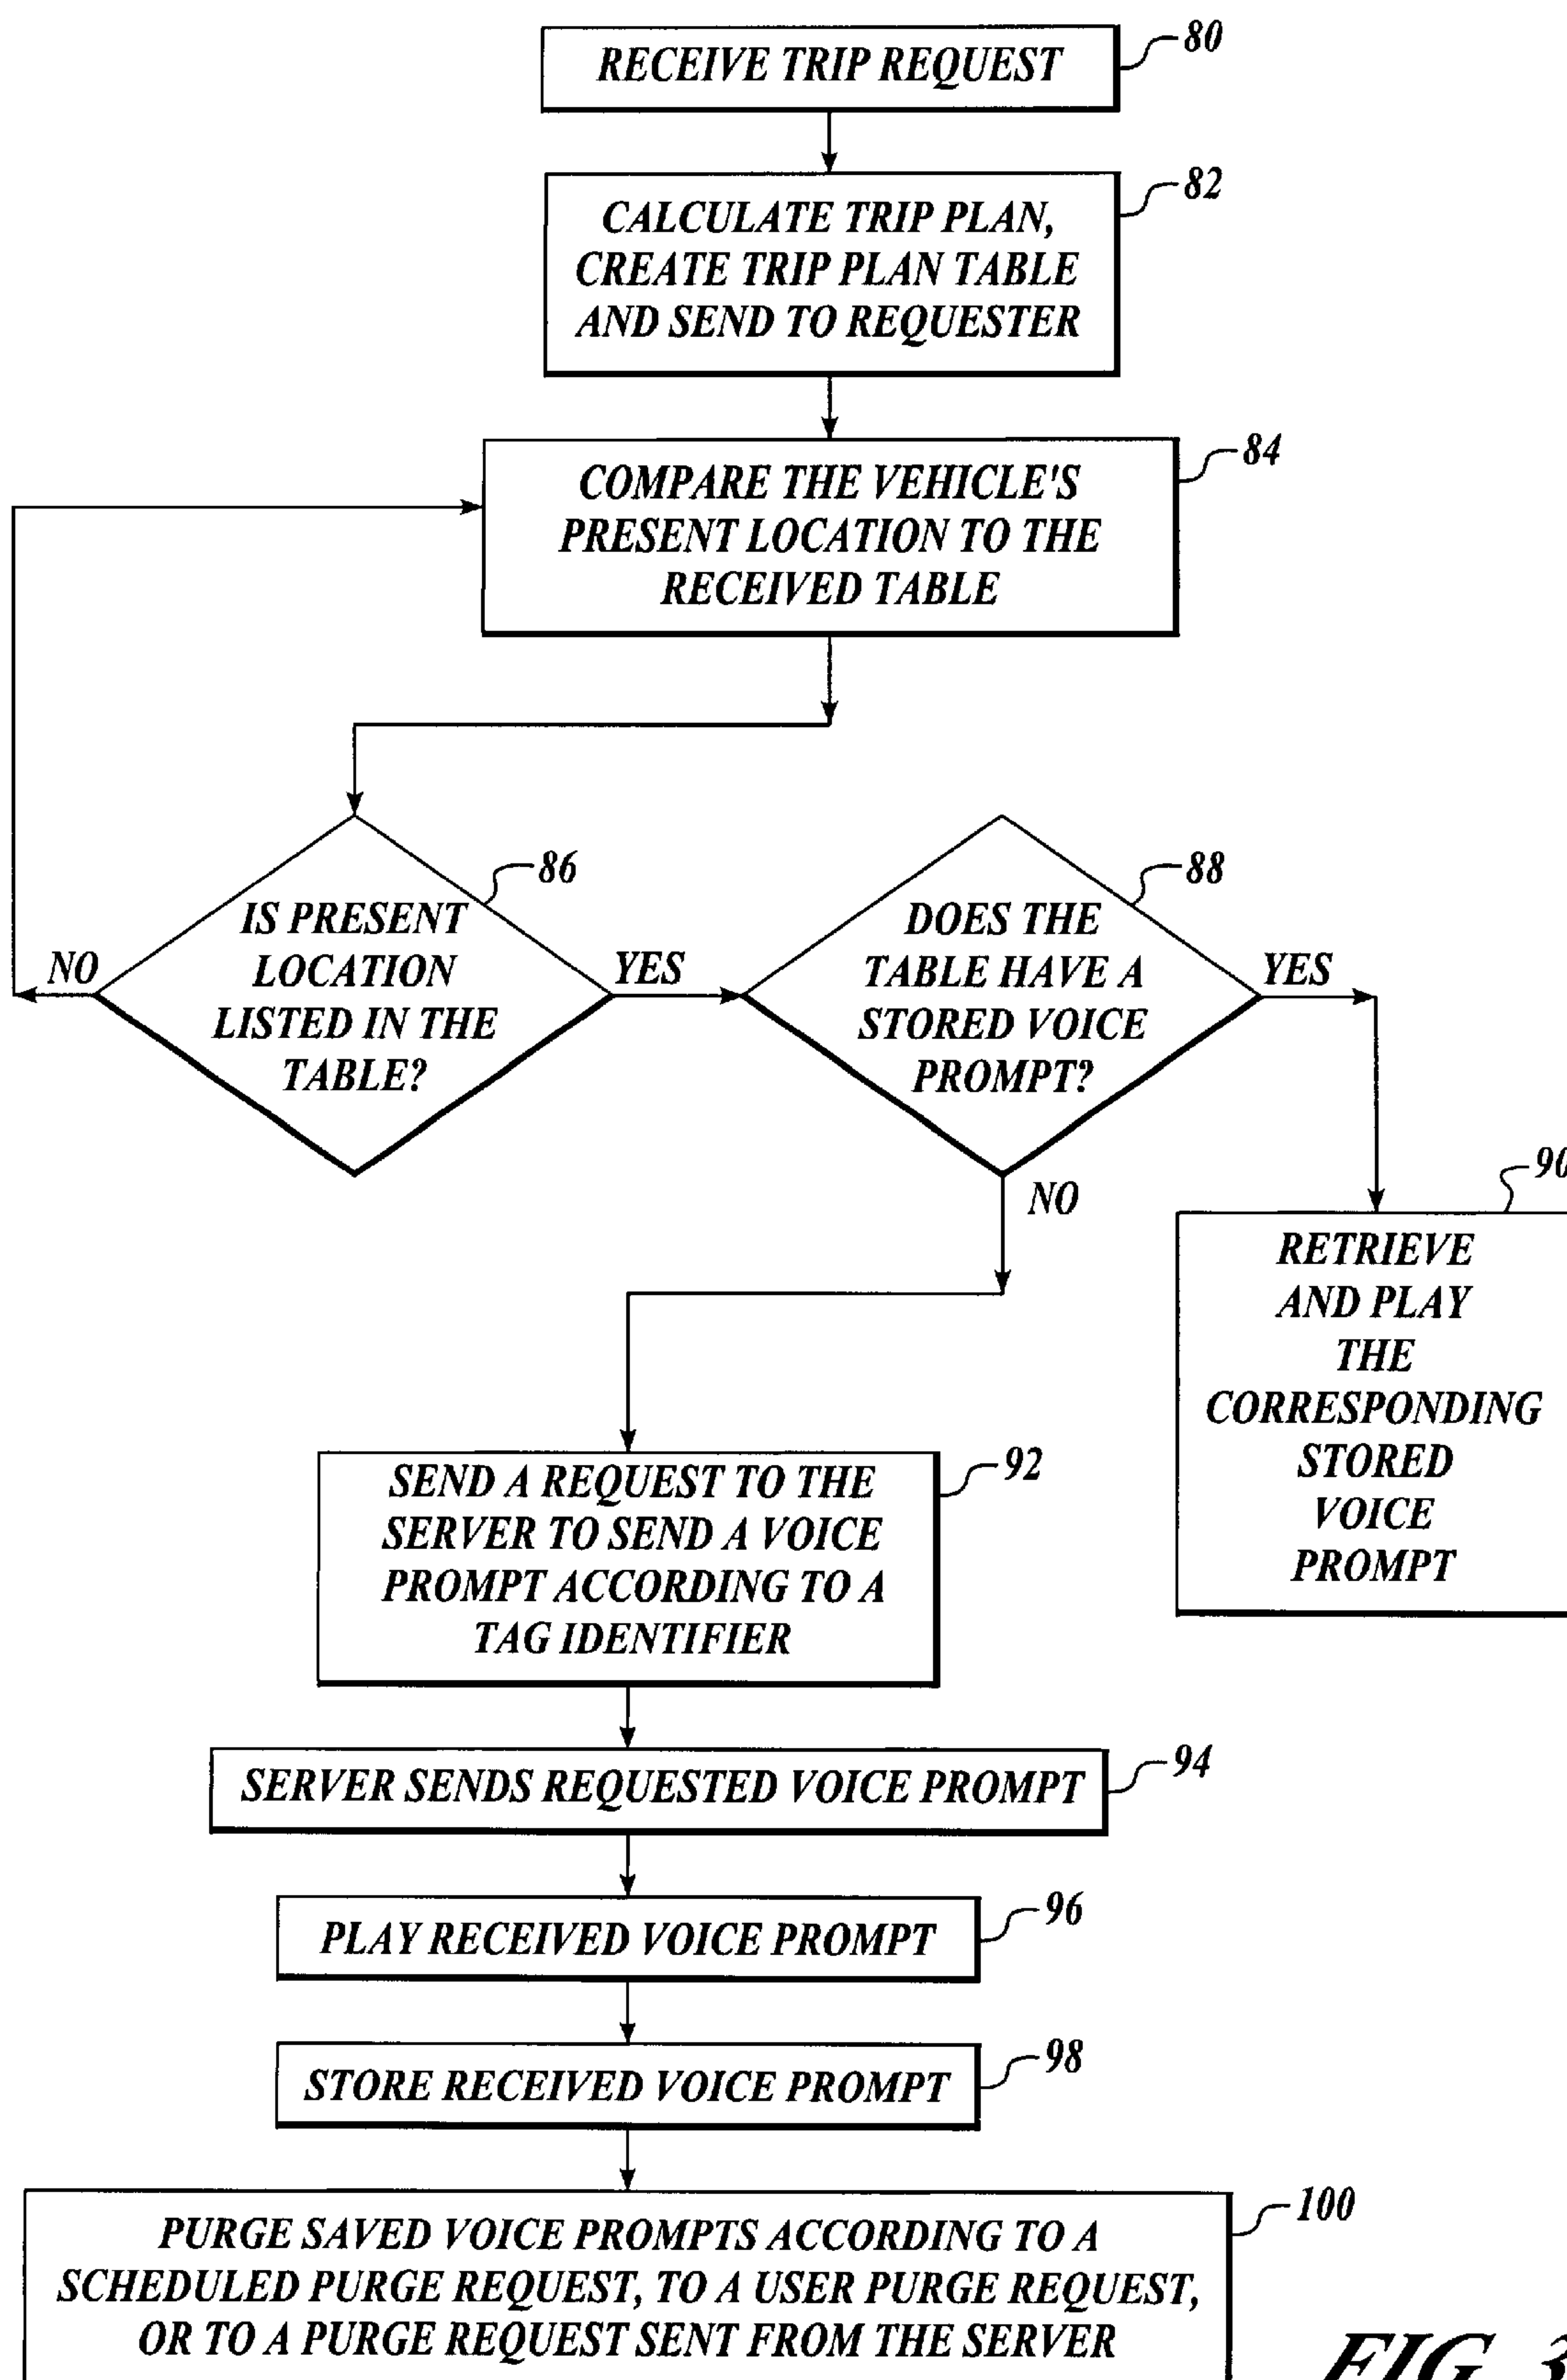 RECEIVE TRIP REQUEST
80
CALCULATE TRIP PLAN,
CREATE TRIP PLAN TABLE
AND SEND TO REQUESTER
82
COMPARE THE VEHICLE'S
PRESENT LOCATION TO THE
RECEIVED TABLE
84
IS PRESENT
LOCATION
LISTED IN THE
TABLE?
86
NO
YES
DOES THE
TABLE HAVE A
STORED VOICE
PROMPT?
88
YES
NO
RETRIEVE
AND PLAY
THE
CORRESPONDING
STORED
VOICE
PROMPT
90
SEND A REQUEST TO THE
SERVER TO SEND A VOICE
PROMPT ACCORDING TO A
TAG IDENTIFIER
92
SERVER SENDS REQUESTED VOICE PROMPT
94
PLAY RECEIVED VOICE PROMPT
96
STORE RECEIVED VOICE PROMPT
98
PURGE SAVED VOICE PROMPTS ACCORDING TO A
SCHEDULED PURGE REQUEST, TO A USER PURGE REQUEST,
OR TO A PURGE REQUEST SENT FROM THE SERVER
100
FIG.